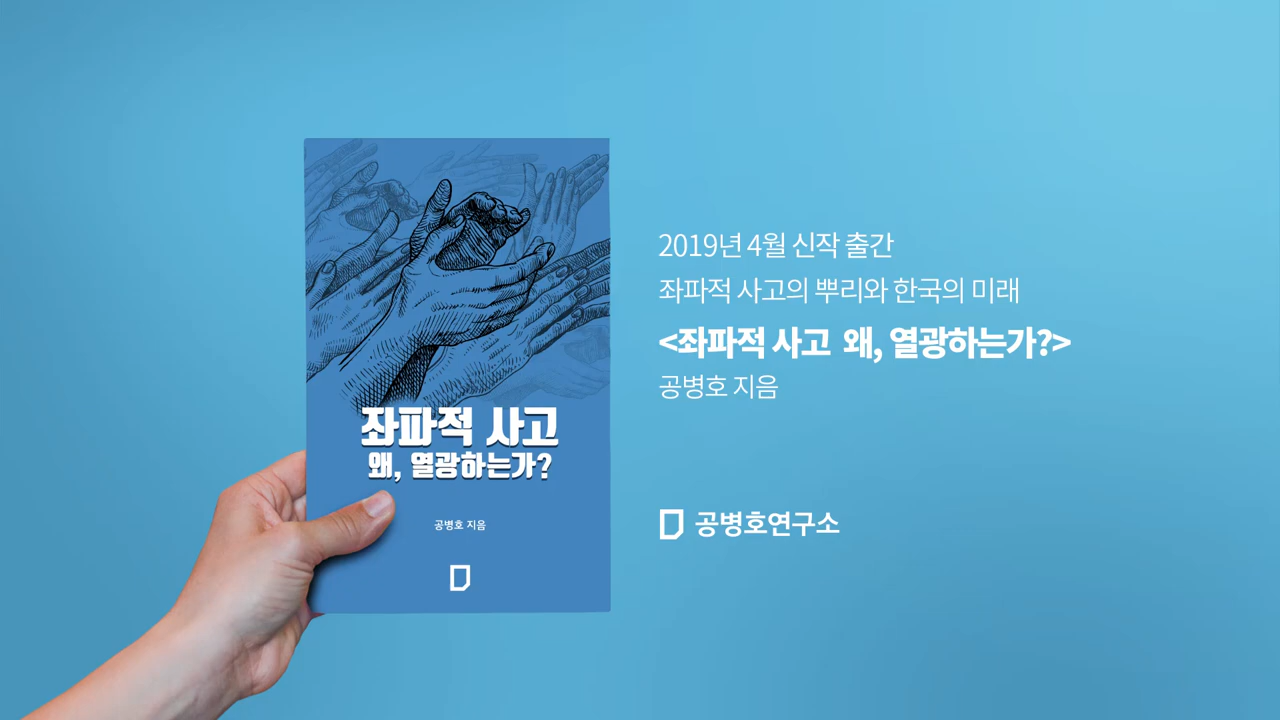 좌파적 사고
왜, 열광하는가?
공병호 지음
2019년 4월 신작 출간
좌파적 사고의 뿌리와 한국의 미래
<좌파적 사고 왜, 열광하는가?>
공병호 지음
공병호연구소